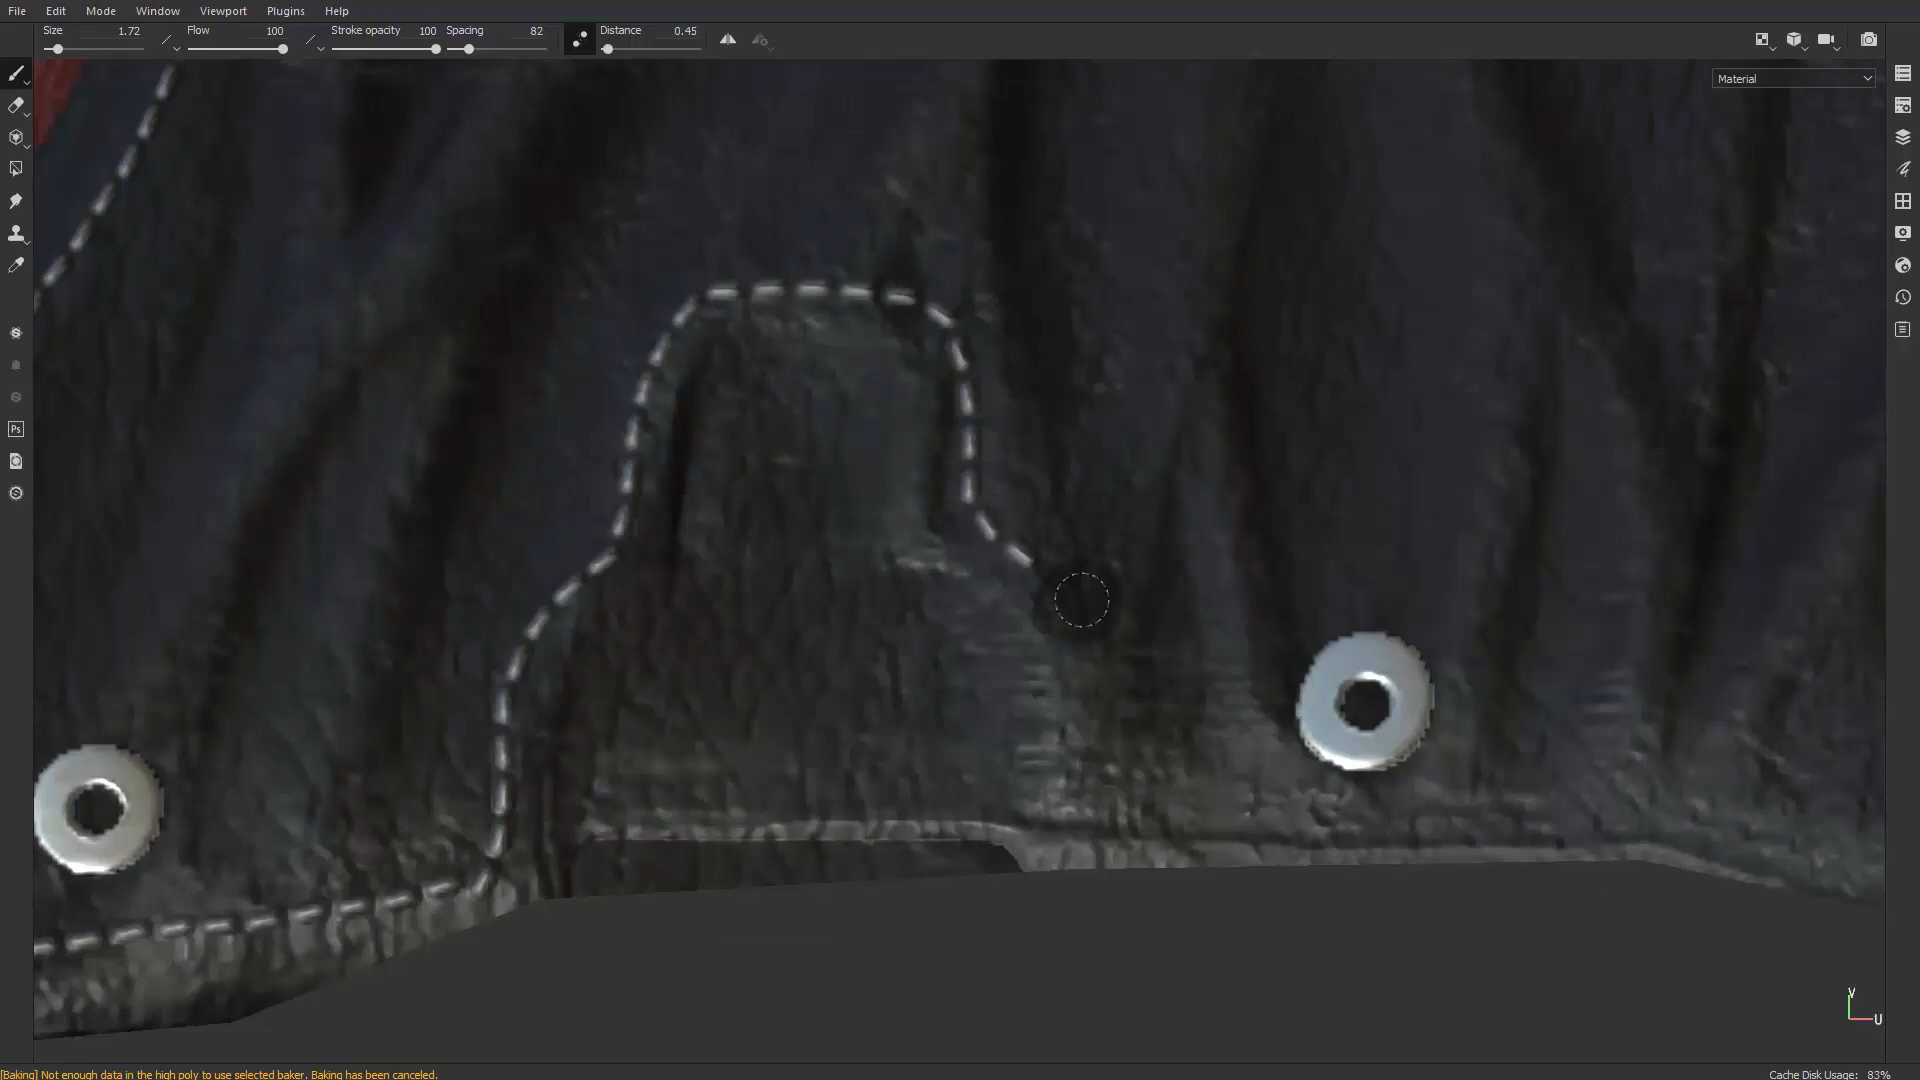 File Edit Mode Window Viewport Plugins Help
Size 1.72 Flow 100 Stroke opacity 100 Spacing 82 Distance 0.45
Material
Ps
V
U
[Baking] Not enough data in the high poly to use selected baker. Baking has been canceled.
Cache Disk Usage: 83%